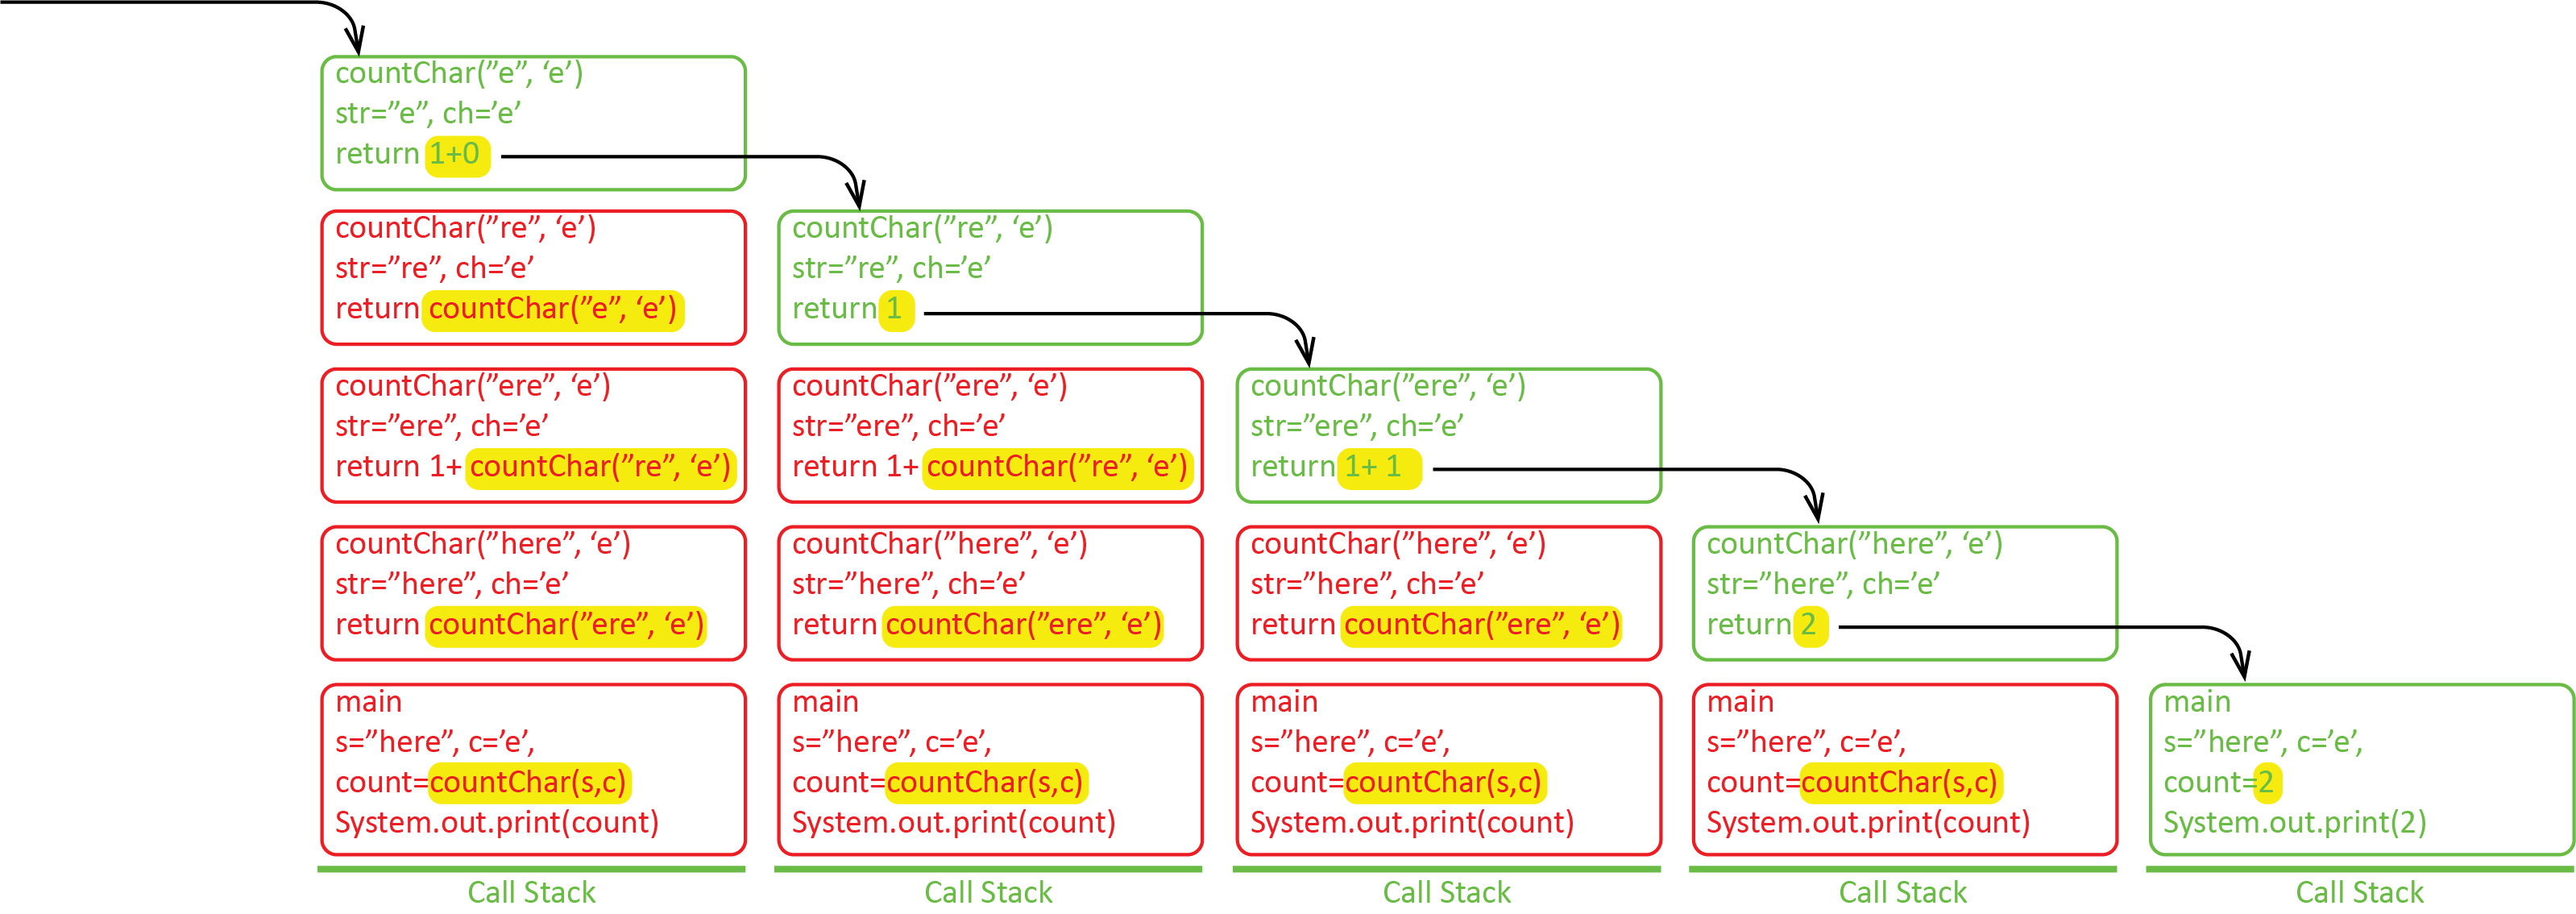 countChar(”e”, ‘e’)
str=”e”, ch=’e’
return 1+0
countChar(”re”, ‘e’)
str=”re”, ch=’e’
return countChar(”e”, ‘e’)
countChar(”ere”, ‘e’)
str=”ere”, ch=’e’
return 1+ countChar(”re”, ‘e’)
countChar(”here”, ‘e’)
str=”here”, ch=’e’
return countChar(”ere”, ‘e’)
main
s=”here”, c=’e’,
count=countChar(s,c)
System.out.print(count)
Call Stack
countChar(”re”, ‘e’)
str=”re”, ch=’e’
return 1
countChar(”ere”, ‘e’)
str=”ere”, ch=’e’
return 1+ countChar(”re”, ‘e’)
countChar(”here”, ‘e’)
str=”here”, ch=’e’
return countChar(”ere”, ‘e’)
main
s=”here”, c=’e’,
count=countChar(s,c)
System.out.print(count)
Call Stack
countChar(”ere”, ‘e’)
str=”ere”, ch=’e’
return 1+ 1
countChar(”here”, ‘e’)
str=”here”, ch=’e’
return countChar(”ere”, ‘e’)
main
s=”here”, c=’e’,
count=countChar(s,c)
System.out.print(count)
Call Stack
countChar(”here”, ‘e’)
str=”here”, ch=’e’
return 2
main
s=”here”, c=’e’,
count=countChar(s,c)
System.out.print(count)
Call Stack
main
s=”here”, c=’e’,
count=2
System.out.print(2)
Call Stack